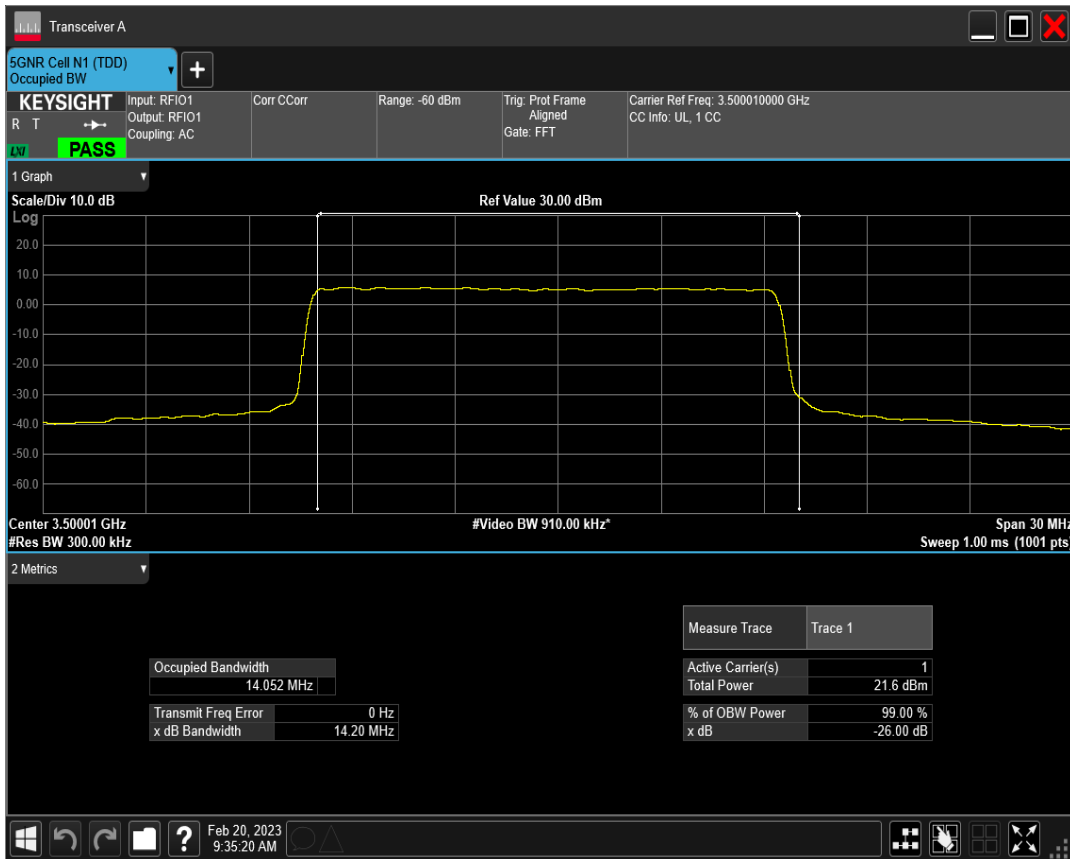 Transceiver A
5GNR Cell N1 (TDD)
Occupied BW
+
KEYSIGHT
R T
LXI
PASS
Input: RFIO1
Output: RFIO1
Coupling: AC
Corr CCorr
Range: -60 dBm
Trig: Prot Frame
Aligned
Gate: FFT
Carrier Ref Freq: 3.500010000 GHz
CC Info: UL, 1 CC
1 Graph
Scale/Div 10.0 dB
Ref Value 30.00 dBm
Log
20.0
10.0
0.00
-10.0
-20.0
-30.0
-40.0
-50.0
-60.0
Center 3.50001 GHz
#Video BW 910.00 kHz*
Span 30 MHz
#Res BW 300.00 kHz
Sweep 1.00 ms (1001 pts)
2 Metrics
Measure Trace Trace 1
Occupied Bandwidth
14.052 MHz
Transmit Freq Error 0 Hz
x dB Bandwidth 14.20 MHz
Active Carrier(s) 1
Total Power 21.6 dBm
% of OBW Power 99.00 %
x dB -26.00 dB
?
Feb 20, 2023
9:35:20 AM